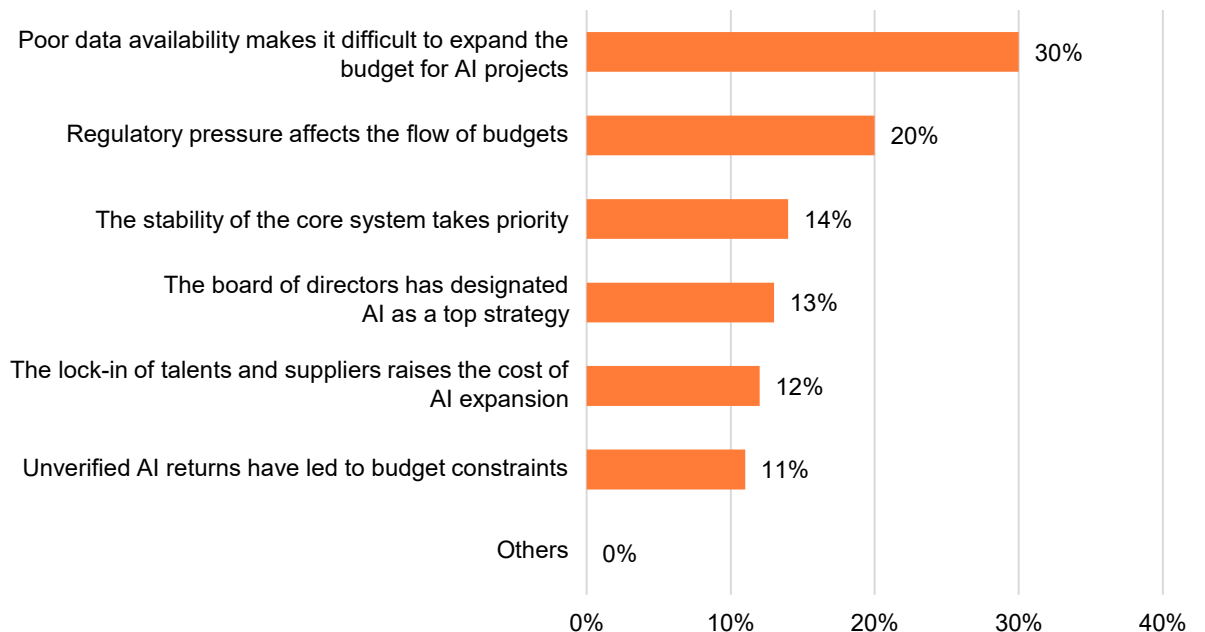 Poor data availability makes it difficult to expand the
budget for AI projects
30%
Regulatory pressure affects the flow of budgets
20%
The stability of the core system takes priority
14%
The board of directors has designated
AI as a top strategy
13%
The lock-in of talents and suppliers raises the cost of
AI expansion
12%
Unverified AI returns have led to budget constraints
11%
Others
0%
0%
10%
20%
30%
40%